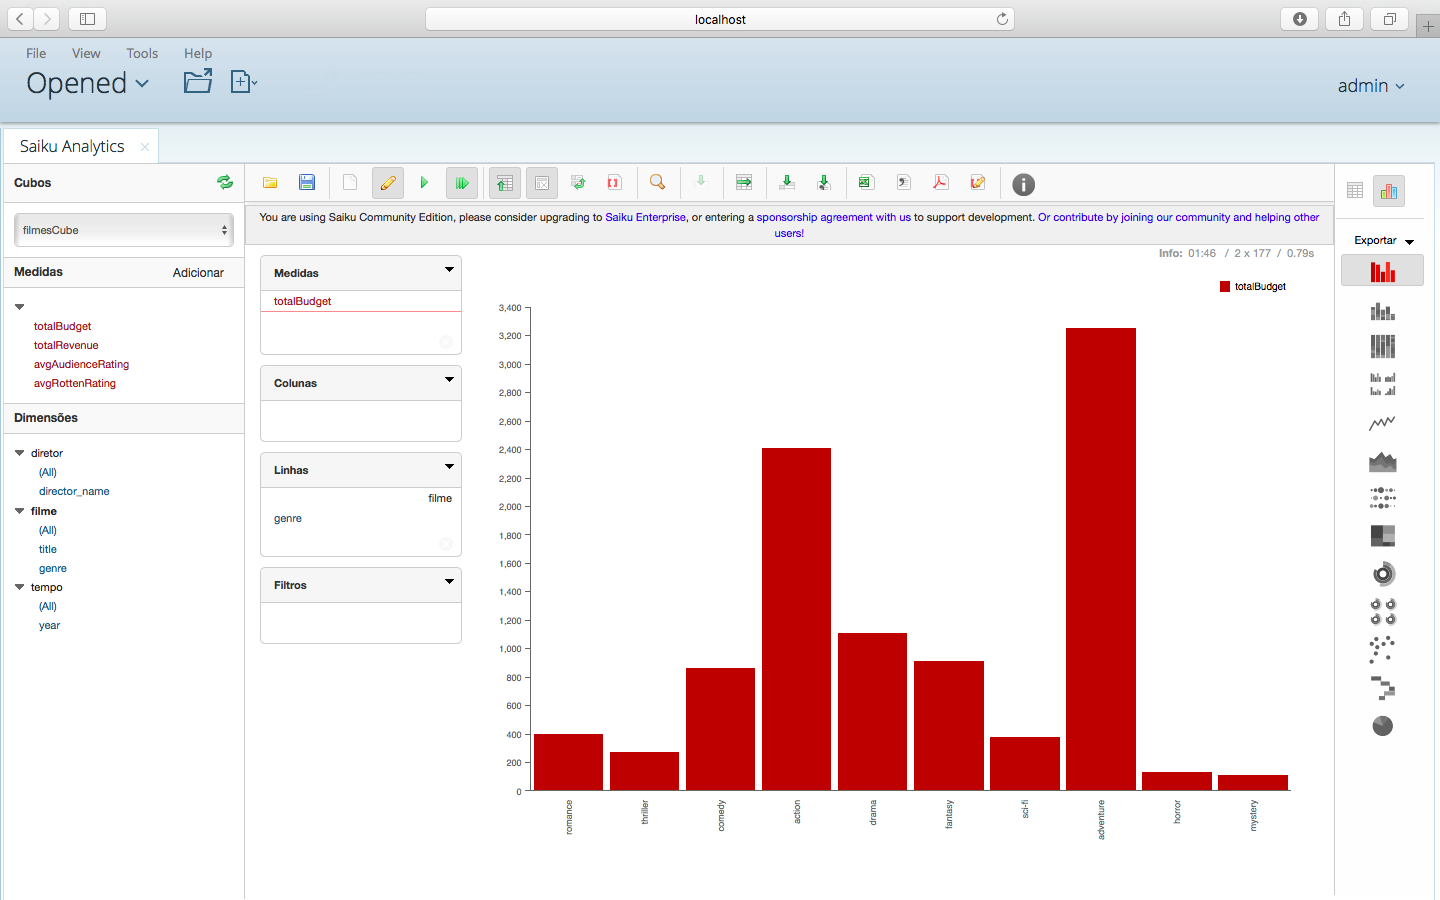 localhost
File View Tools Help
Opened
admin
Saiku Analytics
Cubos
filmesCube
Medidas Adicionar
totalBudget
totalRevenue
avgAudienceRating
avgRottenRating
Dimensões
diretor
(All)
director_name
filme
(All)
title
genre
tempo
(All)
year
You are using Saiku Community Edition, please consider upgrading to Saiku Enterprise, or entering a sponsorship agreement with us to support development. Or contribute by joining our community and helping other
users!
Info: 01:46 / 2 x 177 / 0.79s
Medidas
totalBudget
Colunas
Linhas
filme
genre
Filtros
totalBudget
3,400
3,200
3,000
2,800
2,600
2,400
2,200
2,000
1,800
1,600
1,400
1,200
1,000
800
600
400
200
0
romance
thriller
comedy
action
drama
fantasy
sci-fi
adventure
horror
mystery
Exportar